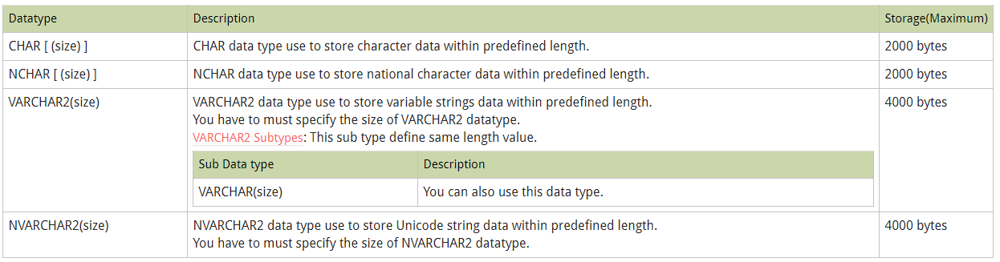 Datatype Description Storage(Maximum)
CHAR [ (size) ] CHAR data type use to store character data within predefined length. 2000 bytes
NCHAR [ (size) ] NCHAR data type use to store national character data within predefined length. 2000 bytes
VARCHAR2(size) VARCHAR2 data type use to store variable strings data within predefined length. 4000 bytes
You have to must specify the size of VARCHAR2 datatype.
VARCHAR2 Subtypes: This sub type define same length value.
Sub Data type Description
VARCHAR(size) You can also use this data type.
NVARCHAR2(size) NVARCHAR2 data type use to store Unicode string data within predefined length. 4000 bytes
You have to must specify the size of NVARCHAR2 datatype.